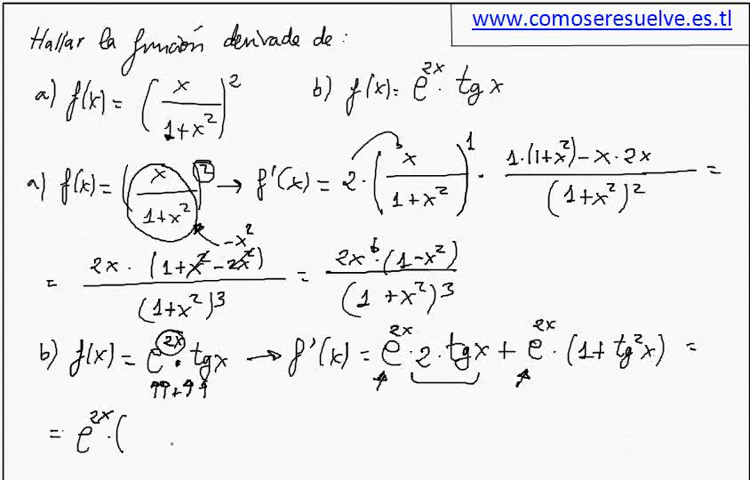 www.comoseresuelve.es.tl
Hallar la función derivada de :
a) f(x) = (x / 1+x²)² b) f(x) = e^2x · tg x
a) f(x) = (x / 1+x²)² → f'(x) = 2 · (x / 1+x²)¹ · 1·(1+x²) − x · 2x / (1+x²)² =
−x²
= 2x · (1+x² − 2x²) / (1+x²)³ = 2x · (1−x²) / (1+x²)³
b) f(x) = e^2x · tg x → f'(x) = e^2x · 2 · tg x + e^2x · (1 + tg²x) =
= e^2x · (